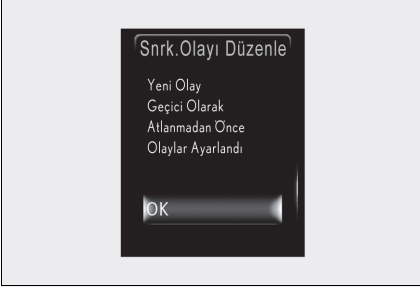 Snrk.Olayı Düzenle
Yeni Olay
Geçici Olarak
Atlanmadan Önce
Olaylar Ayarlandı
OK